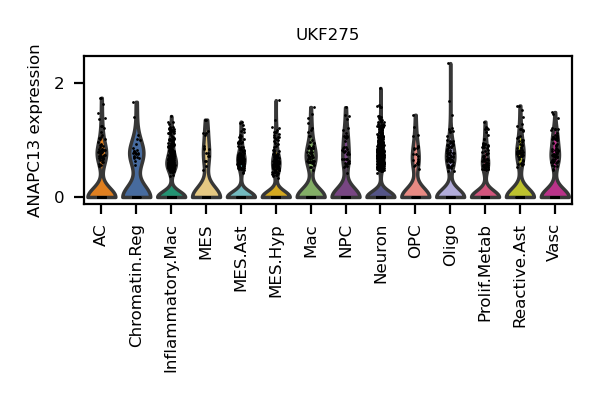 UKF275
ANAPC13 expression
2
0
AC
Chromatin.Reg
Inflammatory.Mac
MES
MES.Ast
MES.Hyp
Mac
NPC
Neuron
OPC
Oligo
Prolif.Metab
Reactive.Ast
Vasc